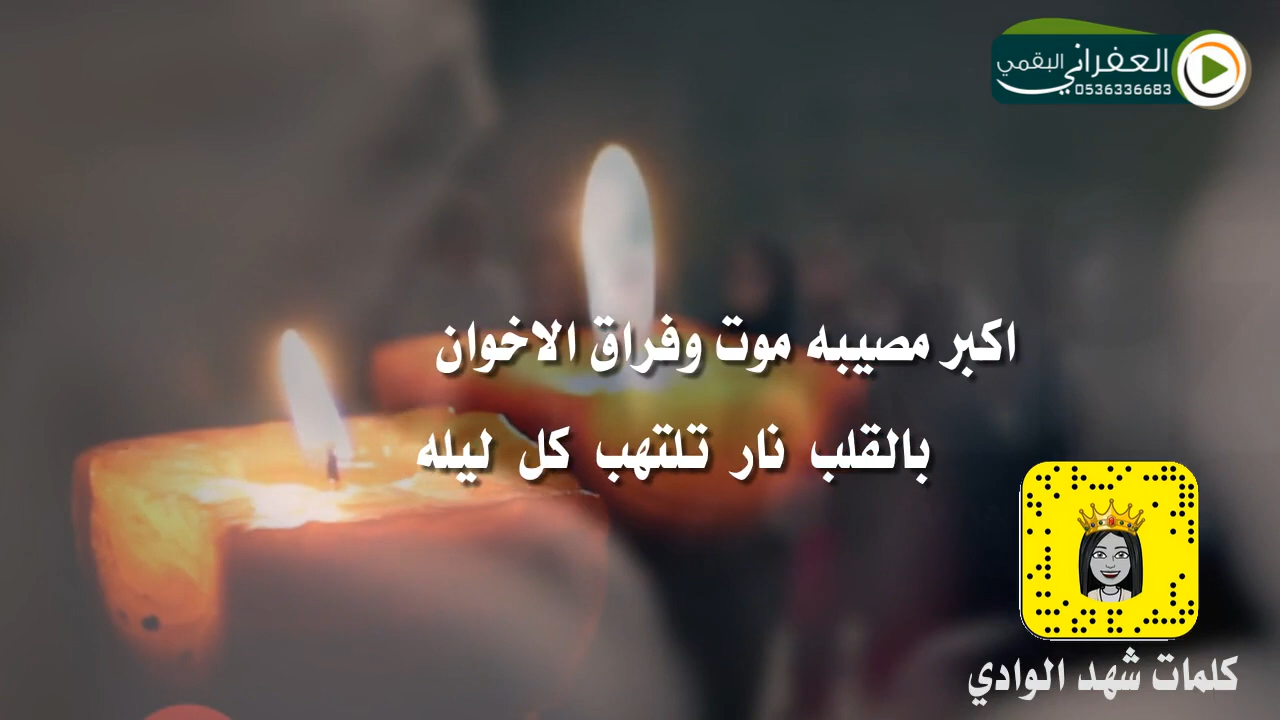 العفراني البقمي
0536336683
اكبر مصيبه موت وفراق الاخوان
بالقلب نار تلتهب كل ليله
كلمات شهد الوادي